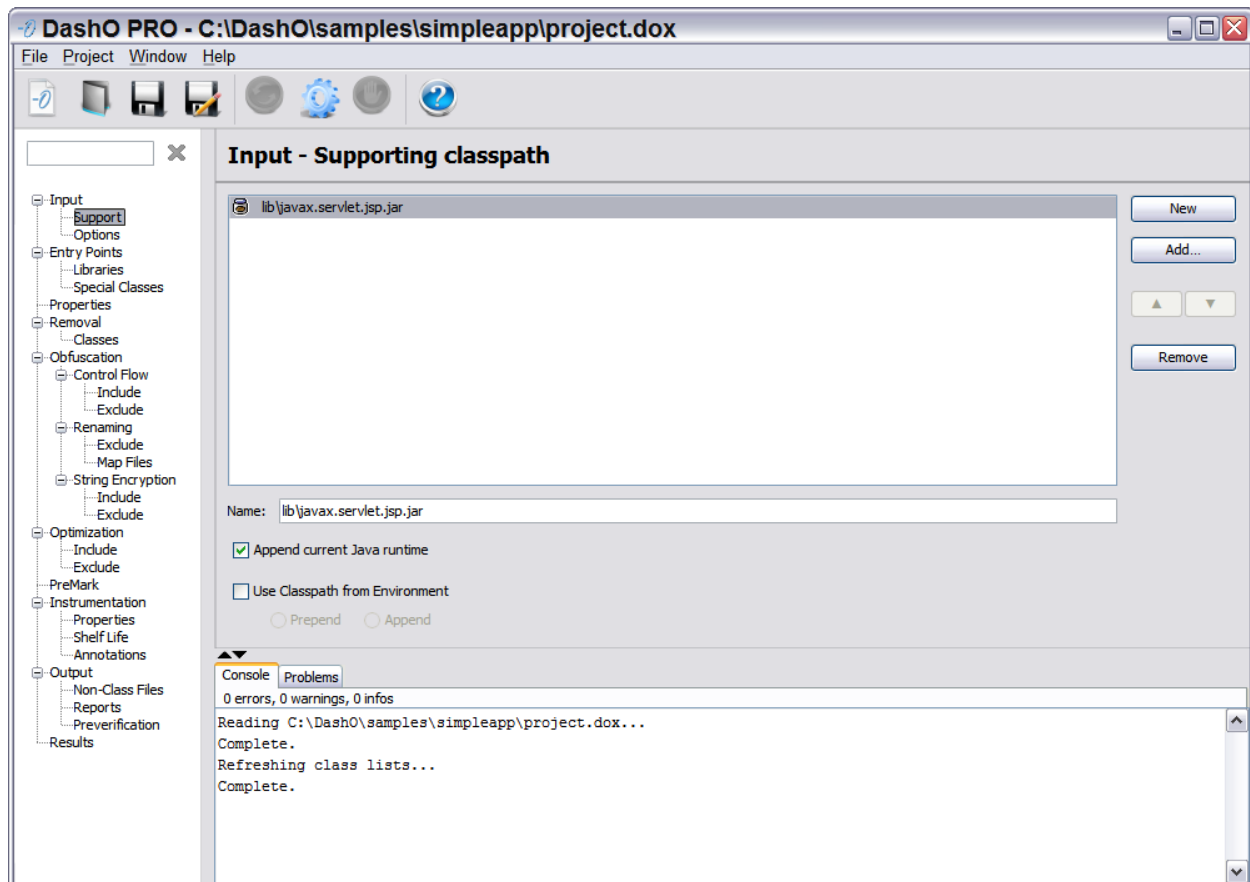 DashO PRO - C:\DashO\samples\simpleapp\project.dox
File Project Window Help
Input - Supporting classpath
Input
Support
Options
Entry Points
Libraries
Special Classes
Properties
Removal
Classes
Obfuscation
Control Flow
Include
Exclude
Renaming
Exclude
Map Files
String Encryption
Include
Exclude
Optimization
Include
Exclude
PreMark
Instrumentation
Properties
Shelf Life
Annotations
Output
Non-Class Files
Reports
Preverification
Results
lib\javax.servlet.jsp.jar
New
Add...
Remove
Name: lib\javax.servlet.jsp.jar
Append current Java runtime
Use Classpath from Environment
Prepend Append
Console Problems
0 errors, 0 warnings, 0 infos
Reading C:\DashO\samples\simpleapp\project.dox...
Complete.
Refreshing class lists...
Complete.